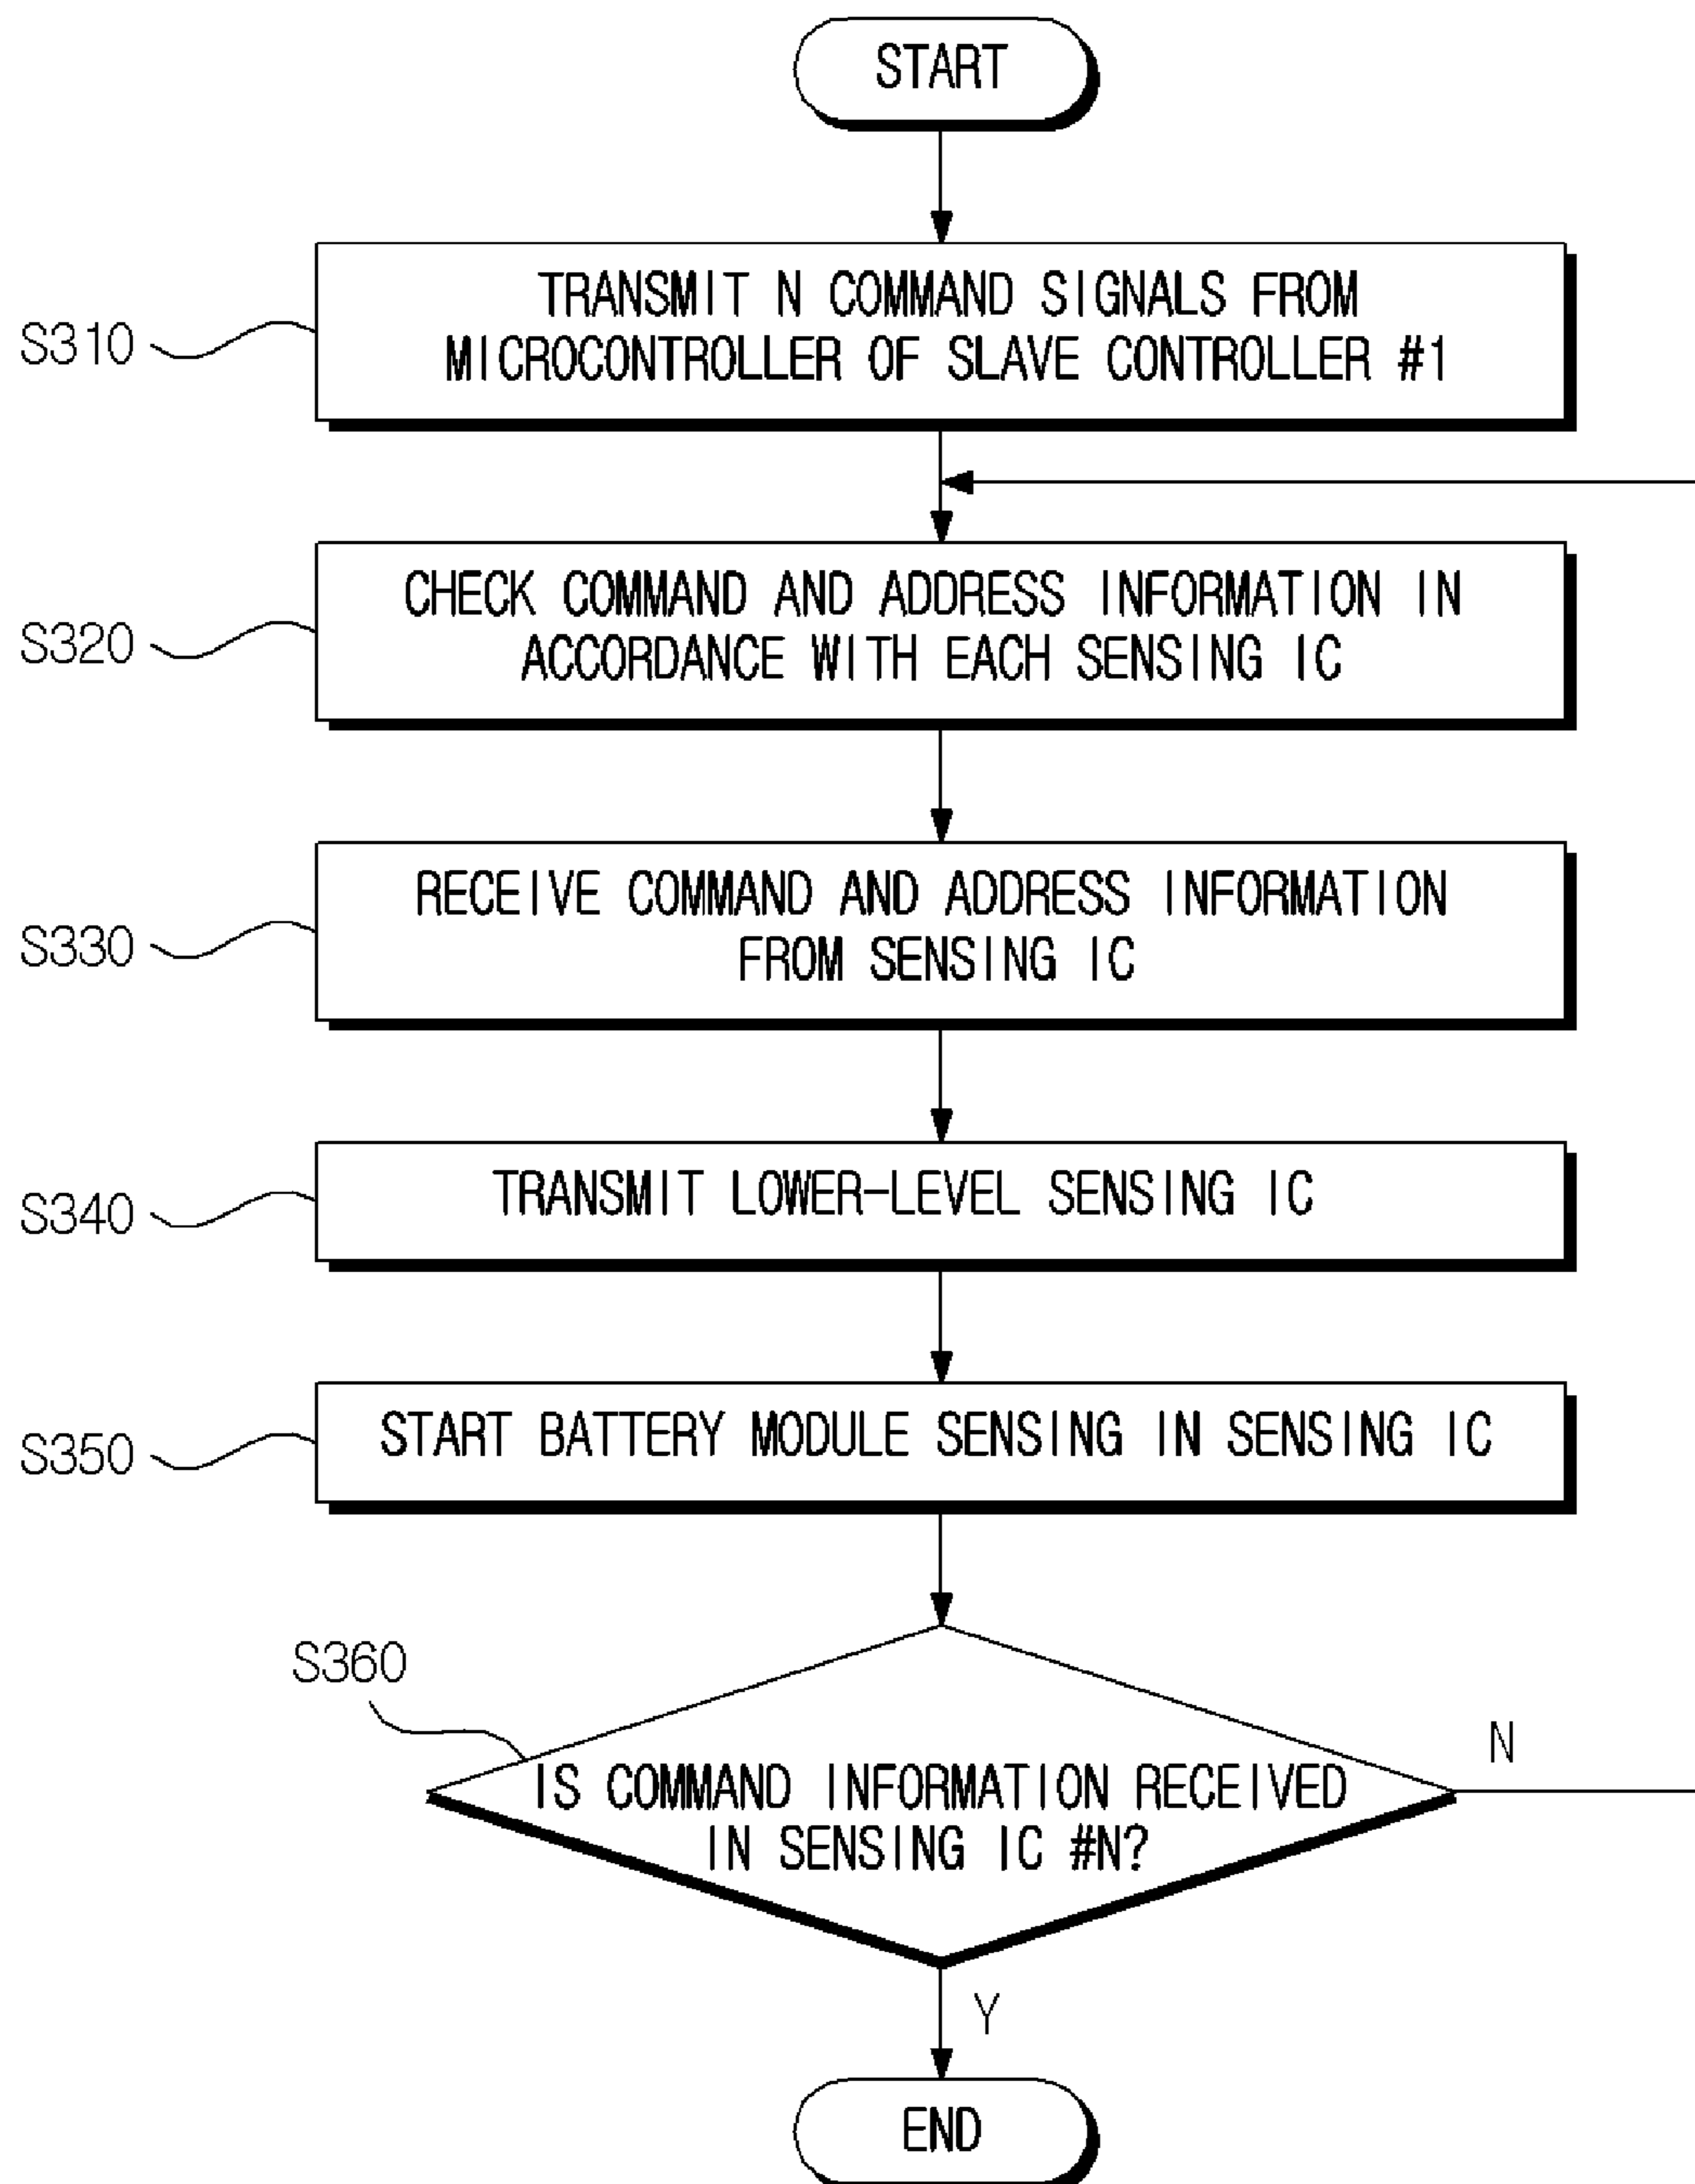 START
S310
TRANSMIT N COMMAND SIGNALS FROM
MICROCONTROLLER OF SLAVE CONTROLLER #1
S320
CHECK COMMAND AND ADDRESS INFORMATION IN
ACCORDANCE WITH EACH SENSING IC
S330
RECEIVE COMMAND AND ADDRESS INFORMATION
FROM SENSING IC
S340
TRANSMIT LOWER-LEVEL SENSING IC
S350
START BATTERY MODULE SENSING IN SENSING IC
S360
IS COMMAND INFORMATION RECEIVED
IN SENSING IC #N?
N
Y
END